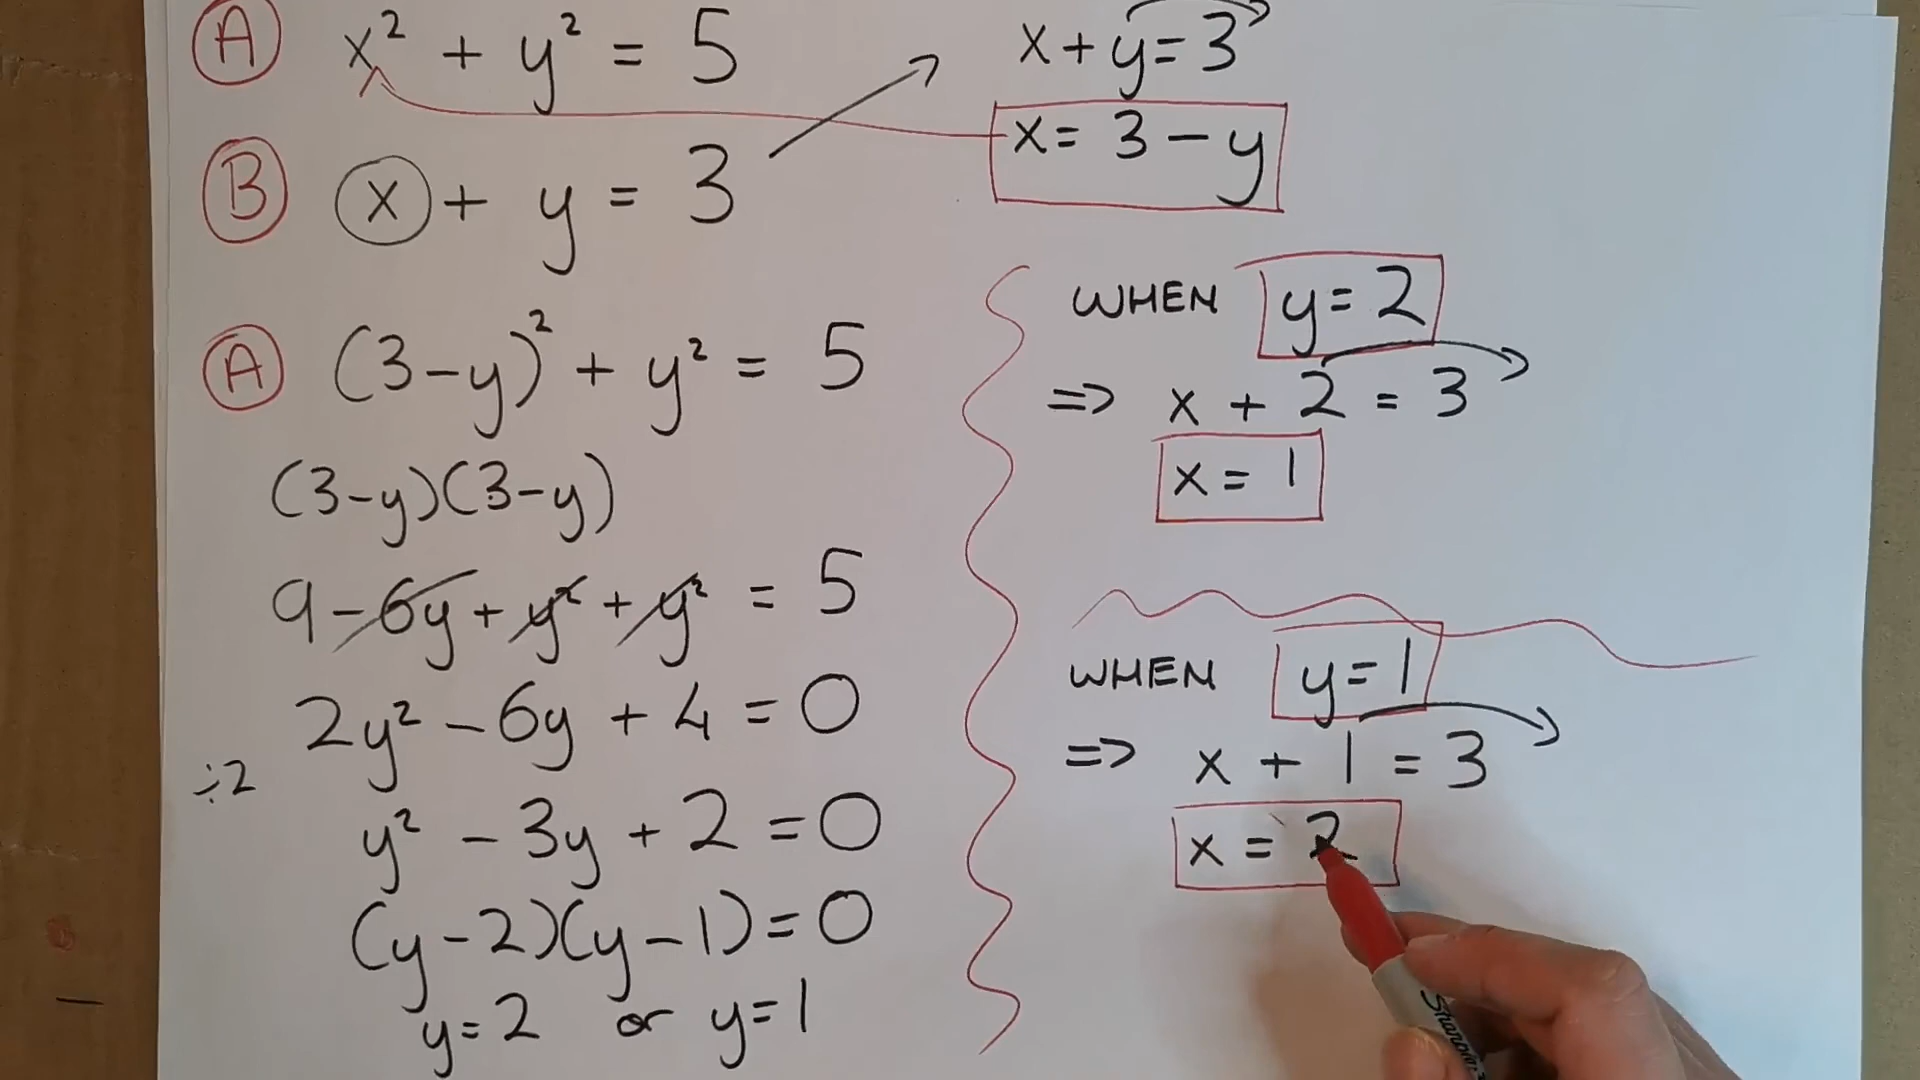 A x² + y² = 5
B x + y = 3
A (3-y)² + y² = 5
(3-y)(3-y)
9 - 6y + y² + y² = 5
2y² - 6y + 4 = 0
÷2
y² - 3y + 2 = 0
(y-2)(y-1) = 0
y = 2 or y = 1
x + y = 3
x = 3 - y
WHEN y = 2
=> x + 2 = 3
x = 1
WHEN y = 1
=> x + 1 = 3
x = 2